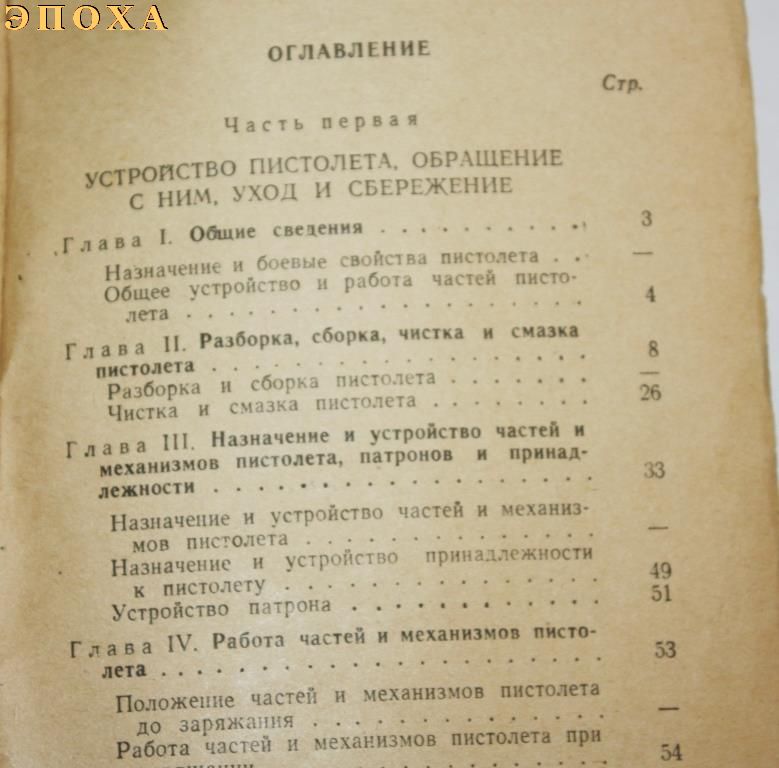 ЭПОХА
ОГЛАВЛЕНИЕ
Стр.
Часть первая
УСТРОЙСТВО ПИСТОЛЕТА, ОБРАЩЕНИЕ
С НИМ, УХОД И СБЕРЕЖЕНИЕ
Глава I. Общие сведения . . . . . . . . . . 3
Назначение и боевые свойства пистолета . . —
Общее устройство и работа частей писто-
лета . . . . . . . . . . . . . . . . . 4
Глава II. Разборка, сборка, чистка и смазка
пистолета . . . . . . . . . . . . . . . . 8
Разборка и сборка пистолета . . . . . . . —
Чистка и смазка пистолета . . . . . . . . 26
Глава III. Назначение и устройство частей и
механизмов пистолета, патронов и принад-
лежности . . . . . . . . . . . . . . . . 33
Назначение и устройство частей и механиз-
мов пистолета . . . . . . . . . . . . . —
Назначение и устройство принадлежности
к пистолету . . . . . . . . . . . . . . 49
Устройство патрона . . . . . . . . . . . 51
Глава IV. Работа частей и механизмов писто-
лета . . . . . . . . . . . . . . . . . . 53
Положение частей и механизмов пистолета
до заряжания . . . . . . . . . . . . . —
Работа частей и механизмов пистолета при 54